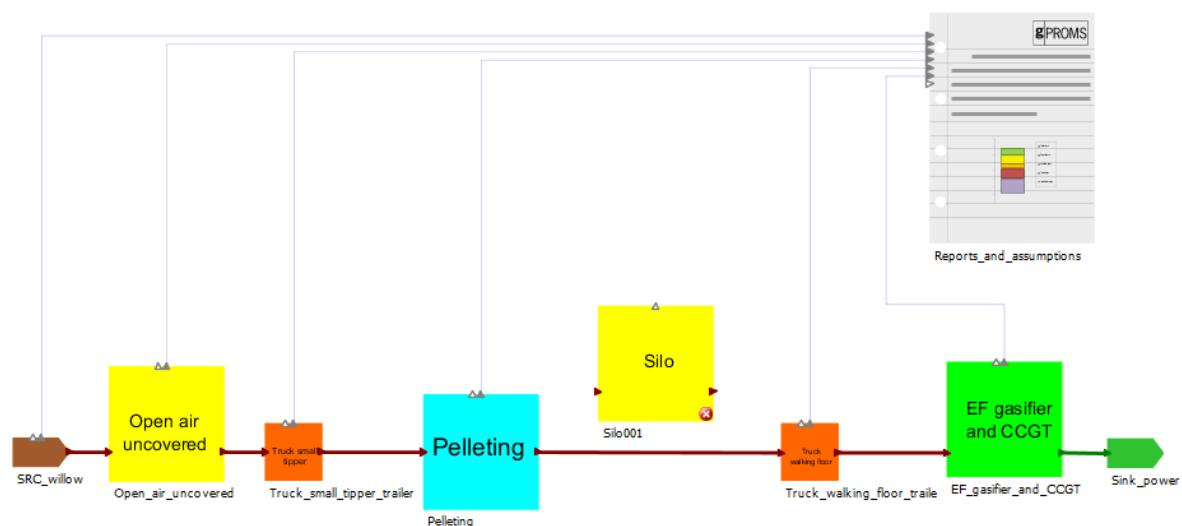 gPROMS
Reports_and_assumptions
Silo
Silo001
Open air
uncovered
Open_air_uncovered
SRC_willow
Truck small
tipper
Truck_small_tipper_trailer
Pelleting
Pelleting
Truck
walking floor
Truck_walking_floor_traile
EF gasifier
and CCGT
EF_gasifier_and_CCGT
Sink_power